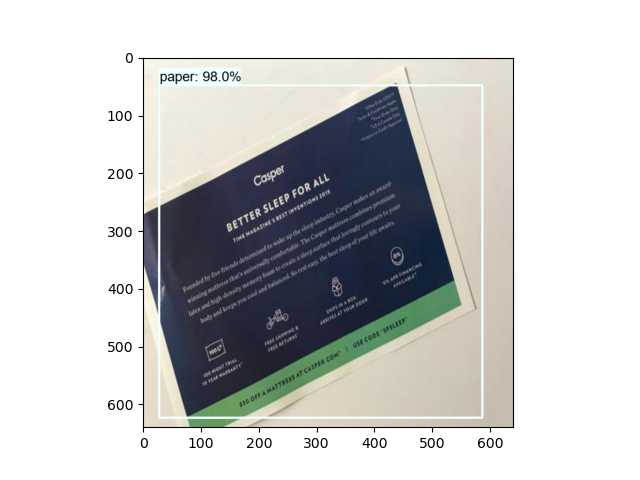 paper: 98.0%
Casper
BETTER SLEEP FOR ALL
TIME MAGAZINE'S BEST INVENTIONS 2015
Founded by five friends determined to wake up the sleep industry, Casper makes an award-
winning mattress that's universally comfortable. The Casper mattress combines premium
latex and high-density memory foam to create a sleep surface that lovingly contours to your
body and keeps you cool and balanced. So rest easy, the best sleep of your life awaits.
100 NIGHT TRIAL,
10 YEAR WARRANTY*
FREE SHIPPING &
FREE RETURNS*
SHIPS IN A BOX
ARRIVES AT YOUR DOOR
0%
0% APR FINANCING
AVAILABLE*
$50 OFF A MATTRESS AT CASPER.COM* | USE CODE "SPSLEEP"
0
100
200
300
400
500
600
0 100 200 300 400 500 600